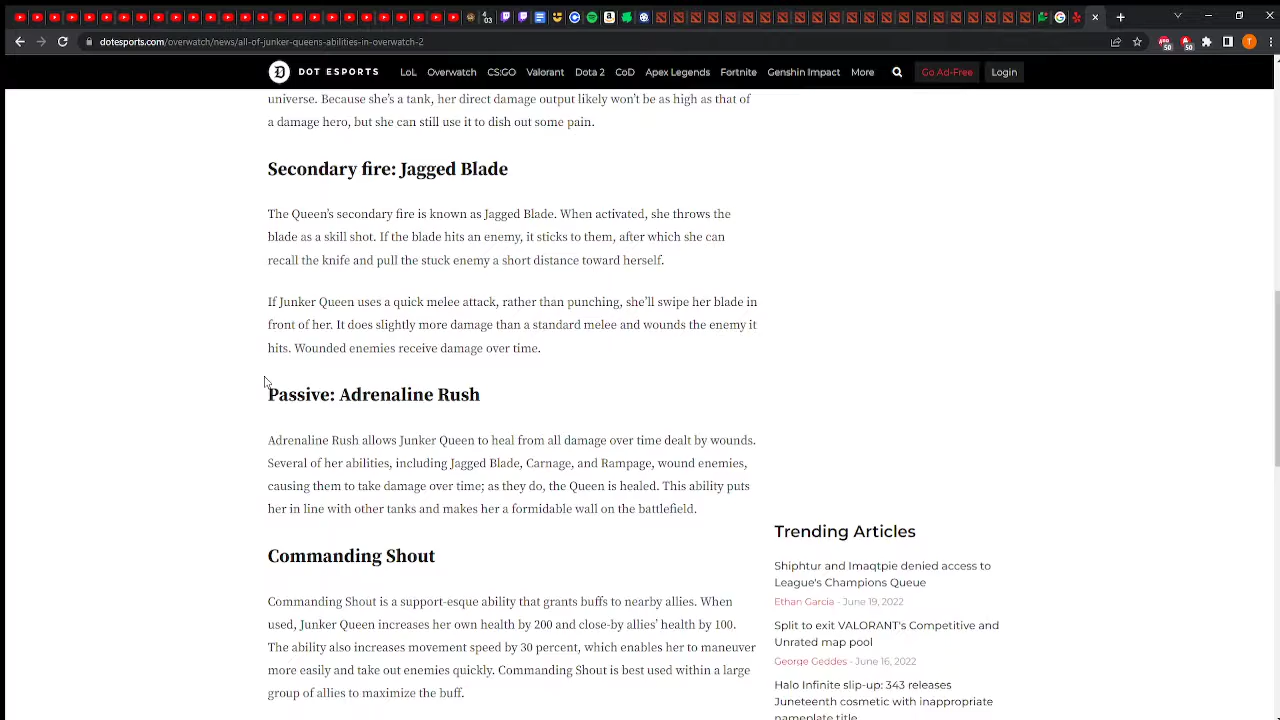 03
dotesports.com/overwatch/news/all-of-junker-queens-abilities-in-overwatch-2
50
50
T
DOT ESPORTS
LoL Overwatch CS:GO Valorant Dota 2 CoD Apex Legends Fortnite Genshin Impact More Go Ad-Free Login
universe. Because she’s a tank, her direct damage output likely won’t be as high as that of
a damage hero, but she can still use it to dish out some pain.
Secondary fire: Jagged Blade
The Queen’s secondary fire is known as Jagged Blade. When activated, she throws the
blade as a skill shot. If the blade hits an enemy, it sticks to them, after which she can
recall the knife and pull the stuck enemy a short distance toward herself.
If Junker Queen uses a quick melee attack, rather than punching, she’ll swipe her blade in
front of her. It does slightly more damage than a standard melee and wounds the enemy it
hits. Wounded enemies receive damage over time.
Passive: Adrenaline Rush
Adrenaline Rush allows Junker Queen to heal from all damage over time dealt by wounds.
Several of her abilities, including Jagged Blade, Carnage, and Rampage, wound enemies,
causing them to take damage over time; as they do, the Queen is healed. This ability puts
her in line with other tanks and makes her a formidable wall on the battlefield.
Commanding Shout
Commanding Shout is a support-esque ability that grants buffs to nearby allies. When
used, Junker Queen increases her own health by 200 and close-by allies’ health by 100.
The ability also increases movement speed by 30 percent, which enables her to maneuver
more easily and take out enemies quickly. Commanding Shout is best used within a large
group of allies to maximize the buff.
Trending Articles
Shiphtur and Imaqtpie denied access to
League's Champions Queue
Ethan Garcia - June 19, 2022
Split to exit VALORANT's Competitive and
Unrated map pool
George Geddes - June 16, 2022
Halo Infinite slip-up: 343 releases
Juneteenth cosmetic with inappropriate
nameplate title